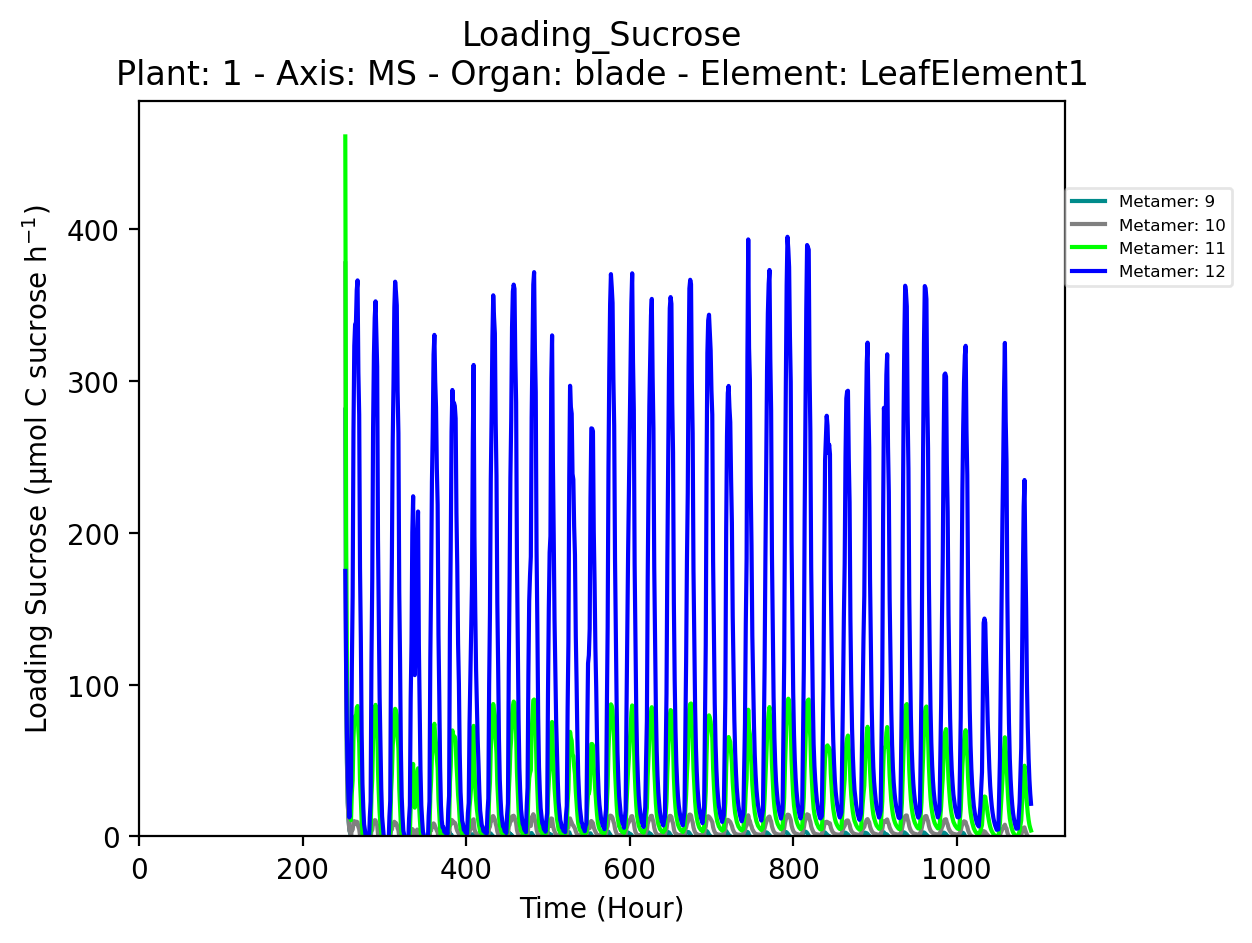 Loading_Sucrose
Plant: 1 - Axis: MS - Organ: blade - Element: LeafElement1
Loading Sucrose (µmol C sucrose h⁻¹)
400
300
200
100
0
0 200 400 600 800 1000
Time (Hour)
Metamer: 9
Metamer: 10
Metamer: 11
Metamer: 12